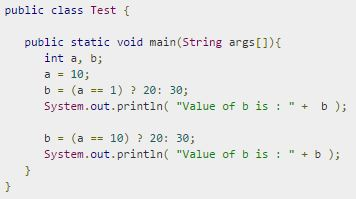 public class Test {
public static void main(String args[]){
int a, b;
a = 10;
b = (a == 1) ? 20: 30;
System.out.println( "Value of b is : " + b );
b = (a == 10) ? 20: 30;
System.out.println( "Value of b is : " + b );
}
}